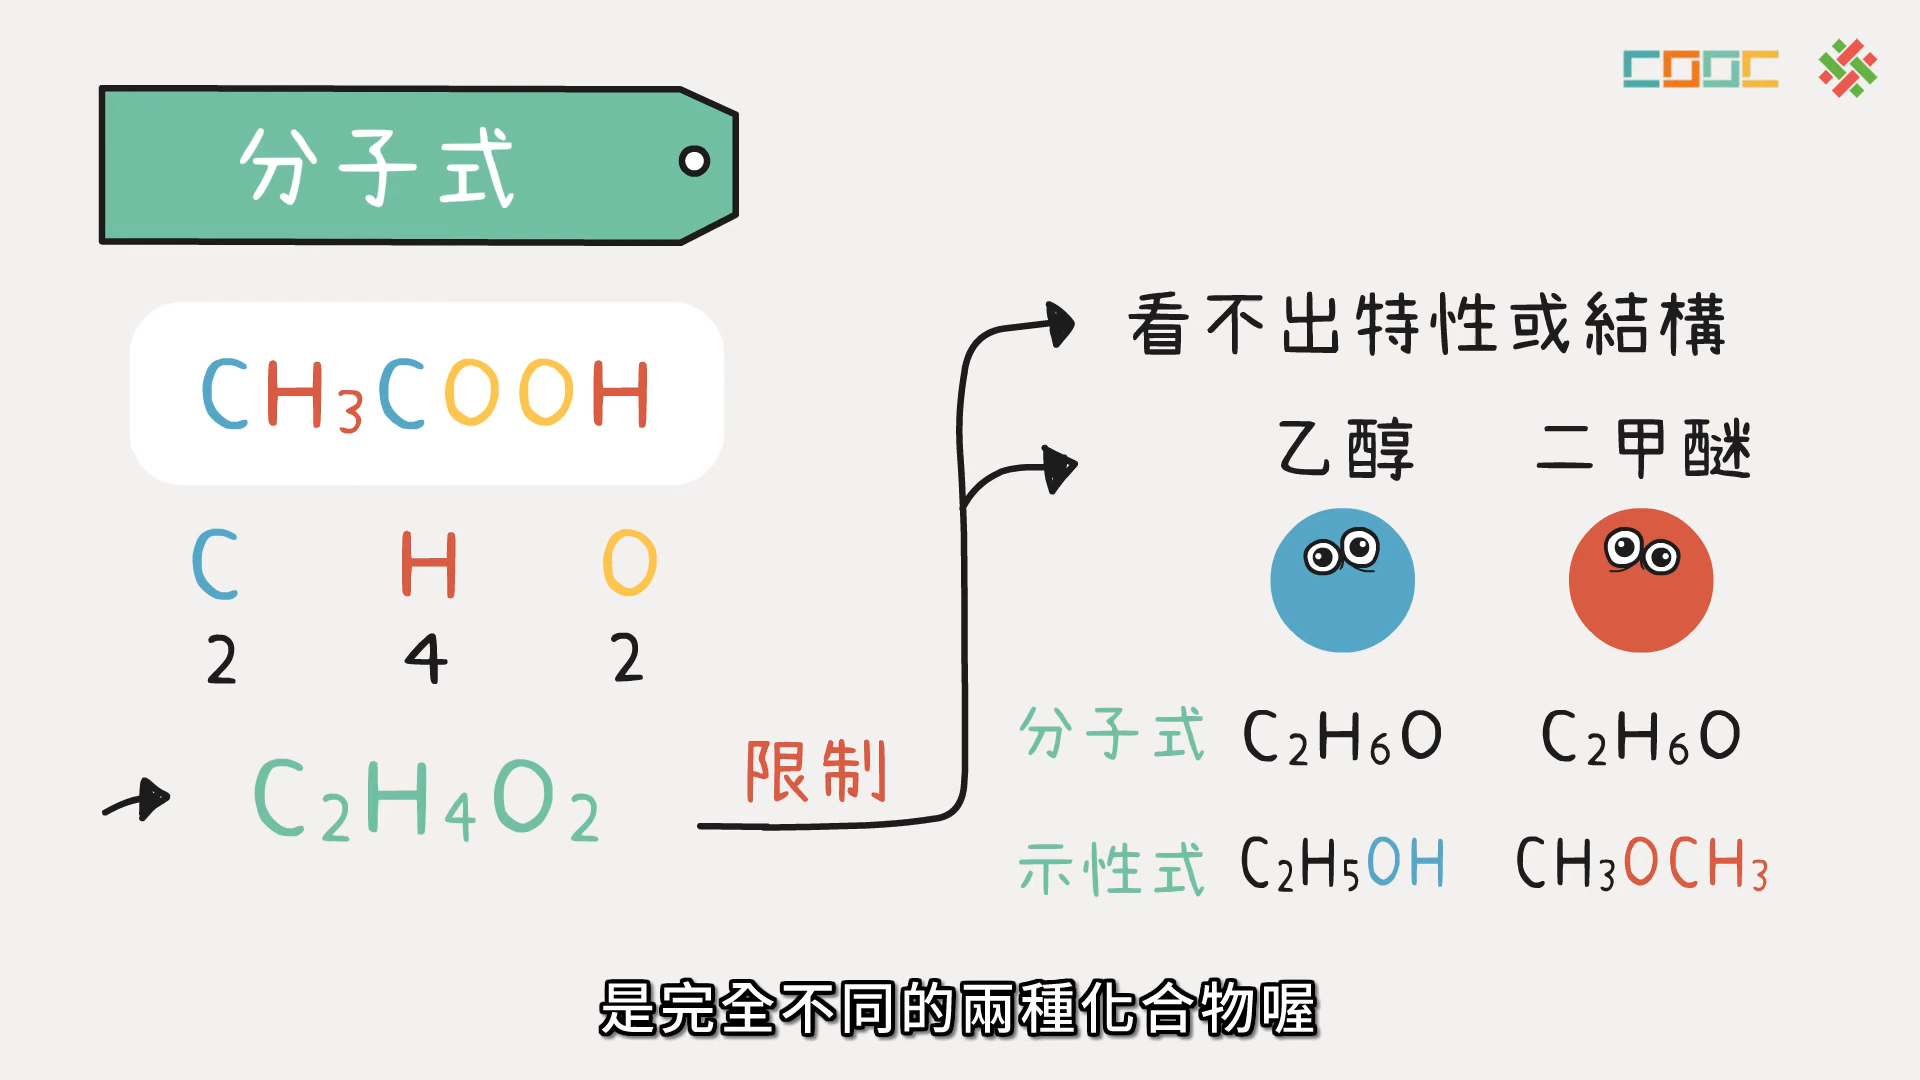 COOC
分子式
CH₃COOH
C H O
2 4 2
C₂H₄O₂
限制
看不出特性或結構
乙醇 二甲醚
分子式 C₂H₆O C₂H₆O
示性式 C₂H₅OH CH₃OCH₃
是完全不同的兩種化合物喔